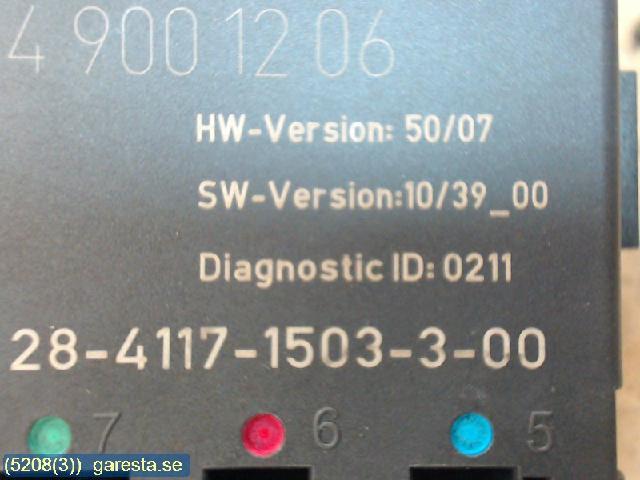 4 900 12 06
HW-Version: 50/07
SW-Version:10/39_00
Diagnostic ID: 0211
28-4117-1503-3-00
7 6 5
(5208(3)) garesta.se